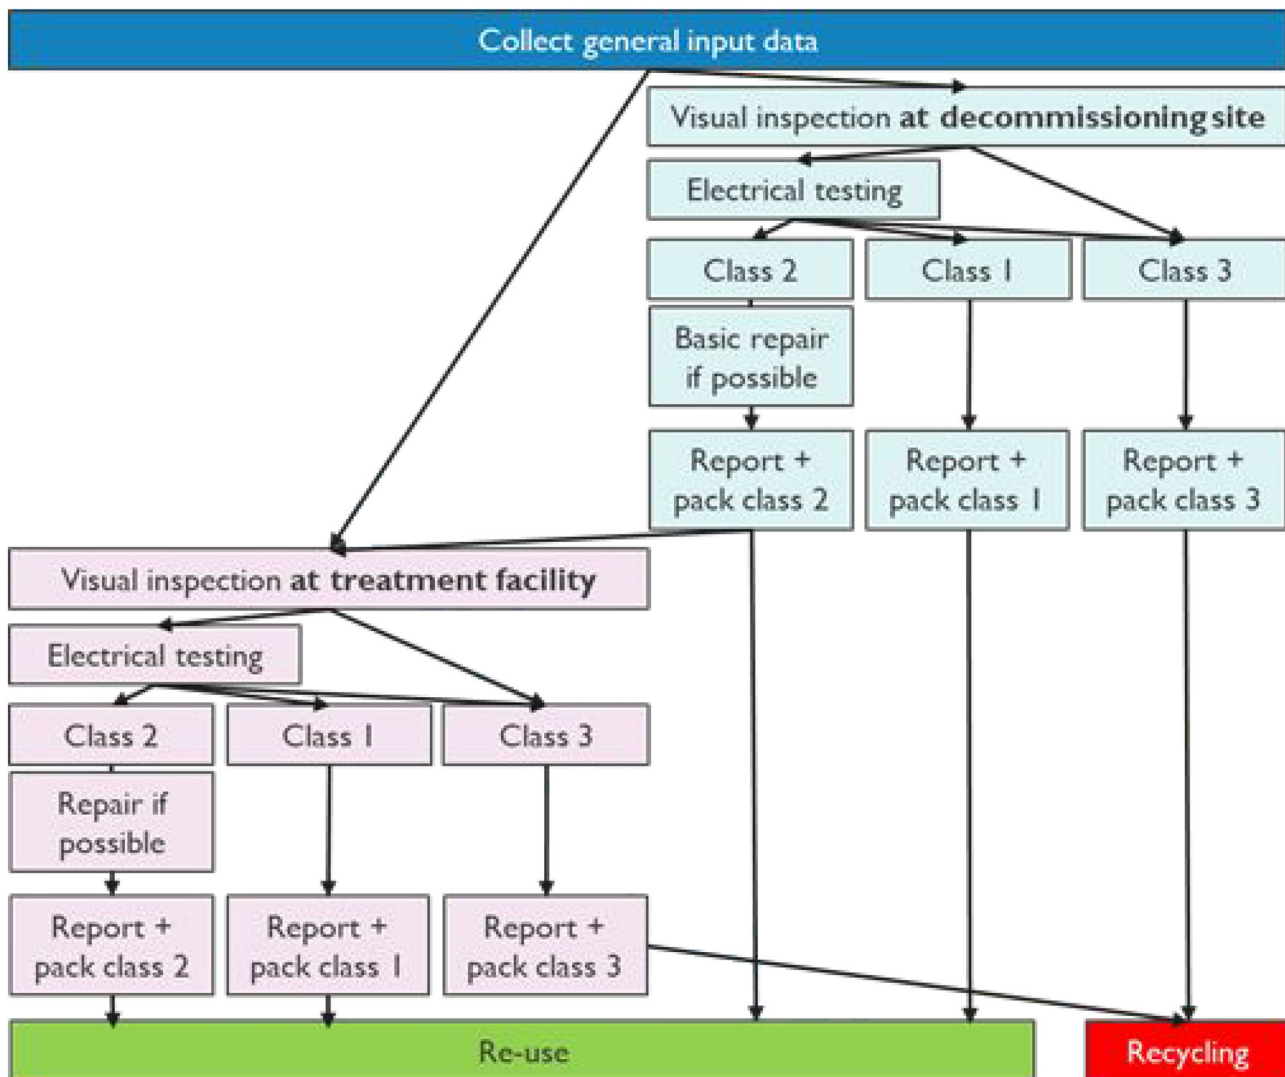 Collect general input data
Visual inspection at decommissioning site
Electrical testing
Class 2
Class 1
Class 3
Basic repair
if possible
Report +
pack class 2
Report +
pack class 1
Report +
pack class 3
Visual inspection at treatment facility
Electrical testing
Class 2
Class 1
Class 3
Repair if
possible
Report +
pack class 2
Report +
pack class 1
Report +
pack class 3
Re-use
Recycling